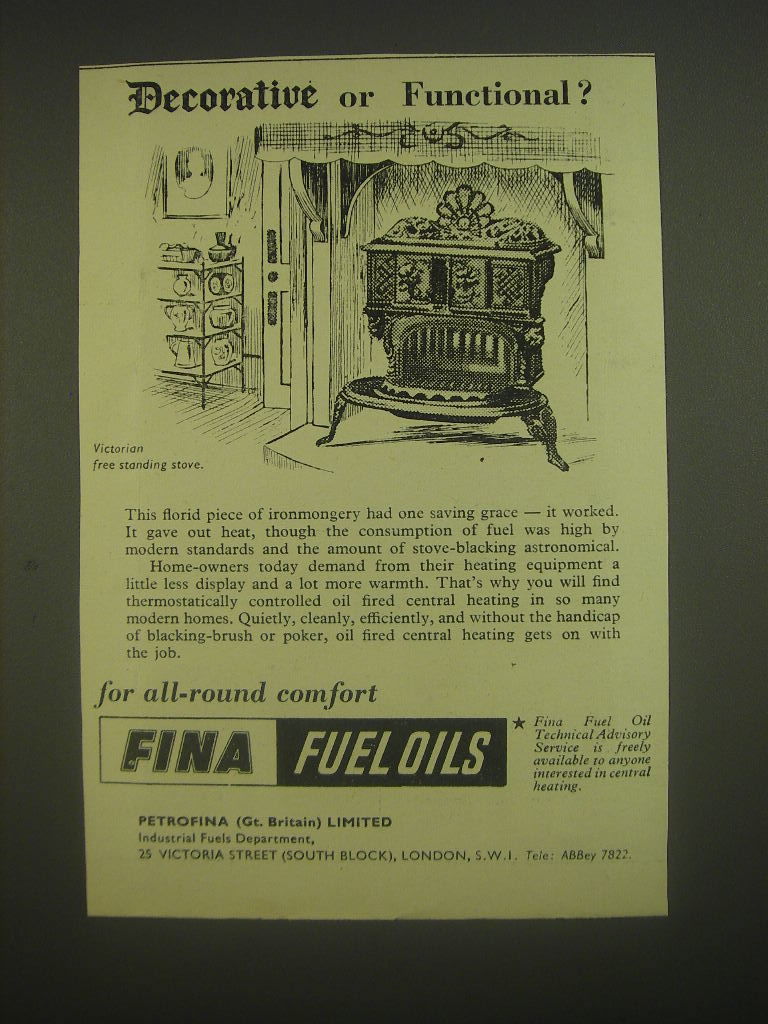 Decorative or Functional?
Victorian
free standing stove.
This florid piece of ironmongery had one saving grace — it worked.
It gave out heat, though the consumption of fuel was high by
modern standards and the amount of stove-blacking astronomical.
Home-owners today demand from their heating equipment a
little less display and a lot more warmth. That's why you will find
thermostatically controlled oil fired central heating in so many
modern homes. Quietly, cleanly, efficiently, and without the handicap
of blacking-brush or poker, oil fired central heating gets on with
the job.
for all-round comfort
FINA FUEL OILS
★ Fina Fuel Oil
Technical Advisory
Service is freely
available to anyone
interested in central
heating.
PETROFINA (Gt. Britain) LIMITED
Industrial Fuels Department,
25 VICTORIA STREET (SOUTH BLOCK), LONDON, S.W.1. Tele: ABBey 7822.